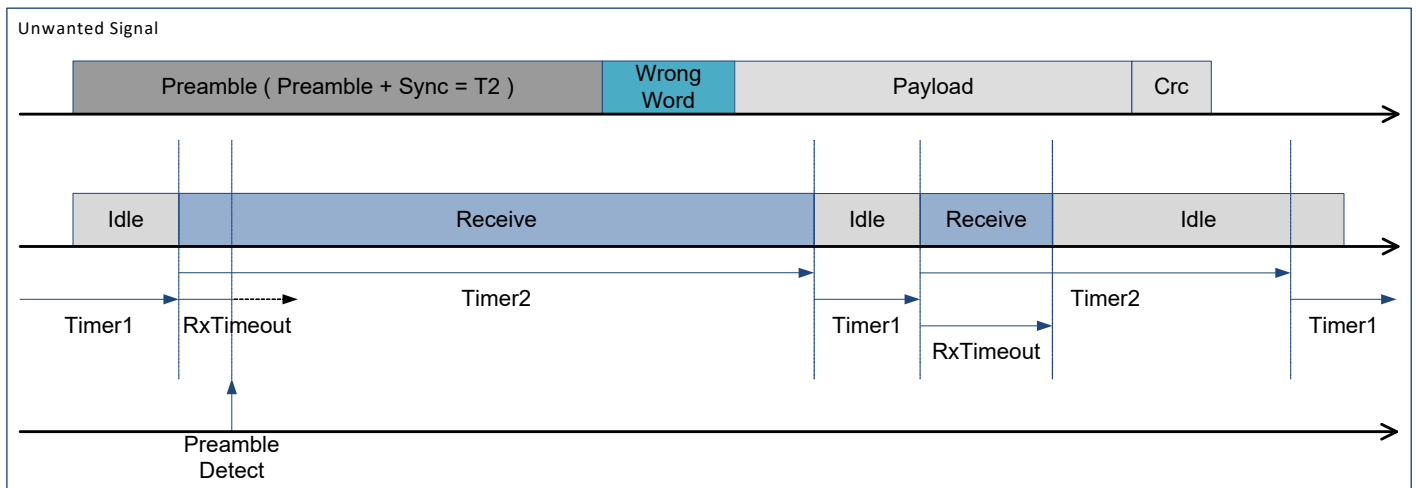 Unwanted Signal
Preamble ( Preamble + Sync = T2 )
Wrong
Word
Payload
Crc
Idle
Receive
Idle
Receive
Idle
Timer2
Timer2
Timer1
RxTimeout
Timer1
Timer1
RxTimeout
Preamble
Detect